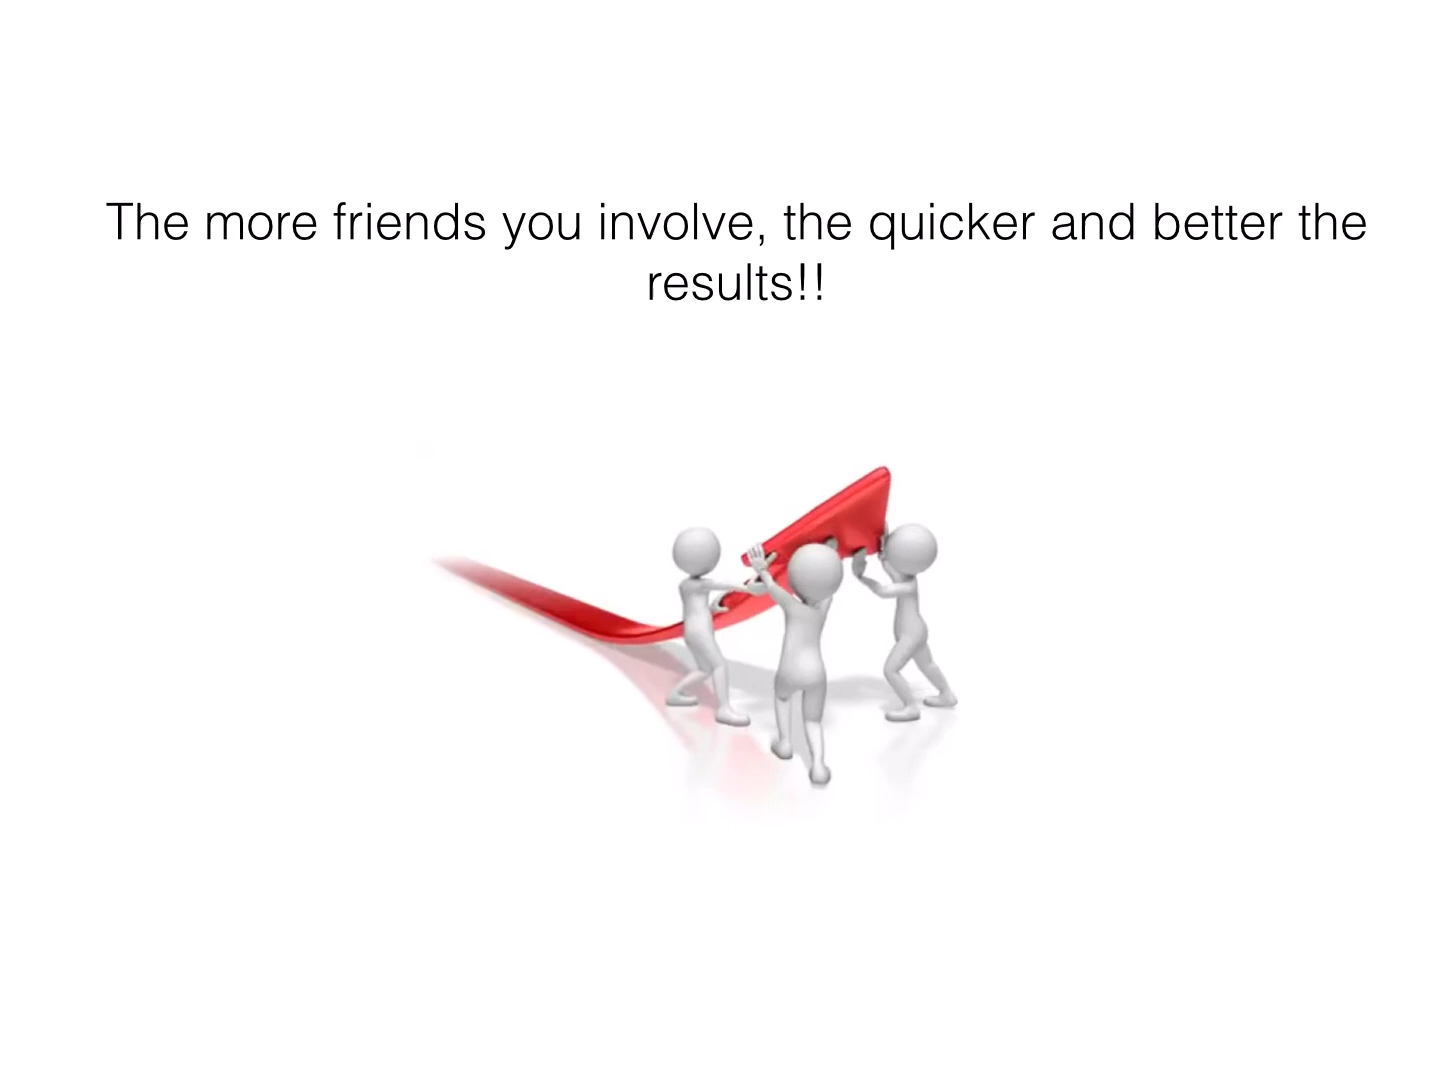 The more friends you involve, the quicker and better the
results!!